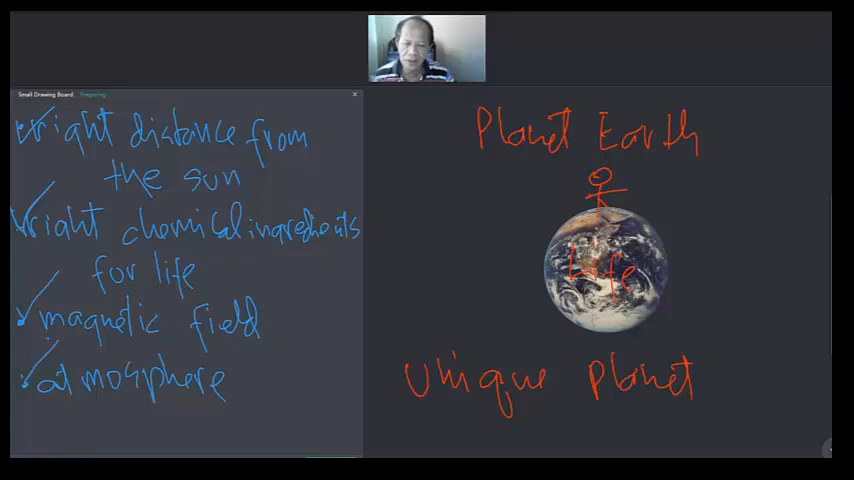 Small Drawing Board
Preparing
right distance from
the sun
right chemical ingredients
for life
magnetic field
atmosphere
Planet Earth
Life
Unique Planet